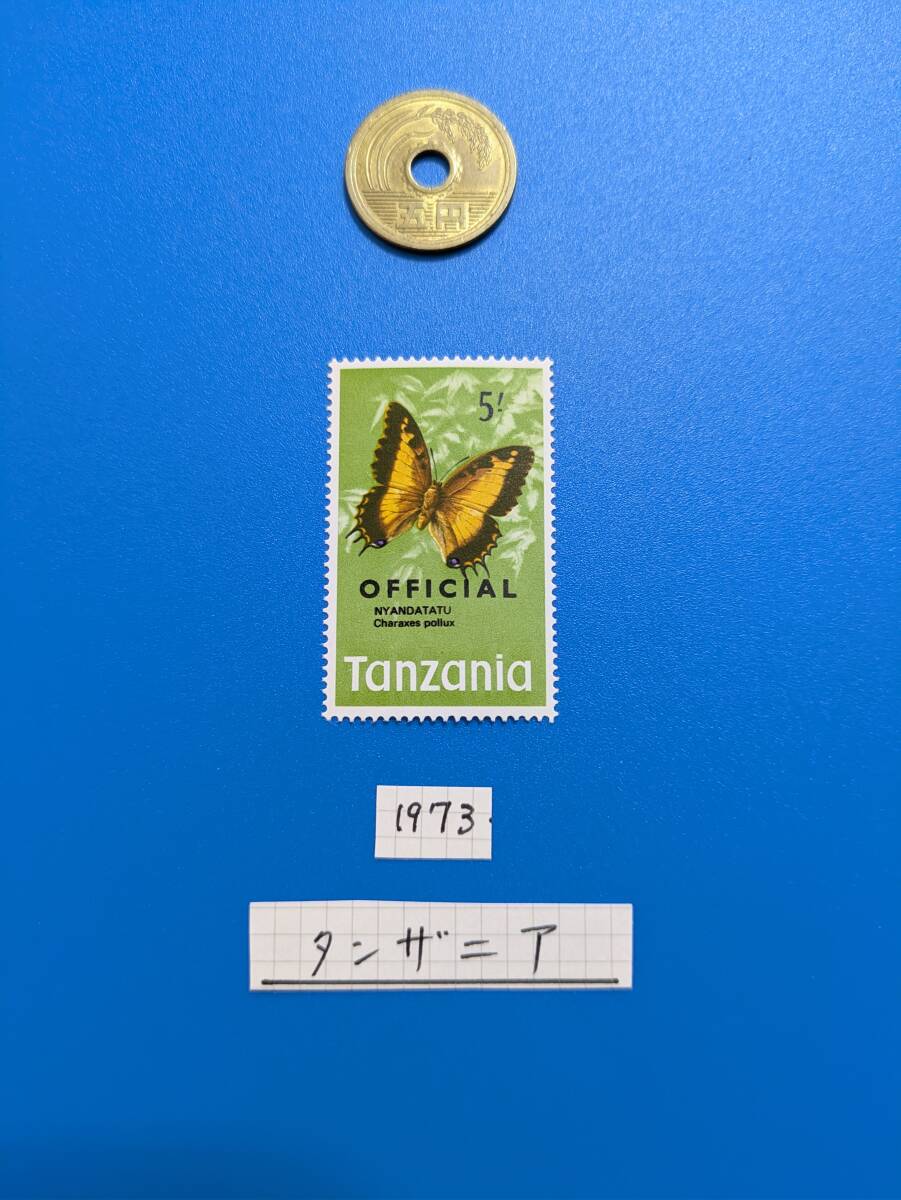 五円
5/
OFFICIAL
NYANDATATU
Charaxes pollux
Tanzania
1973.
タンザニア